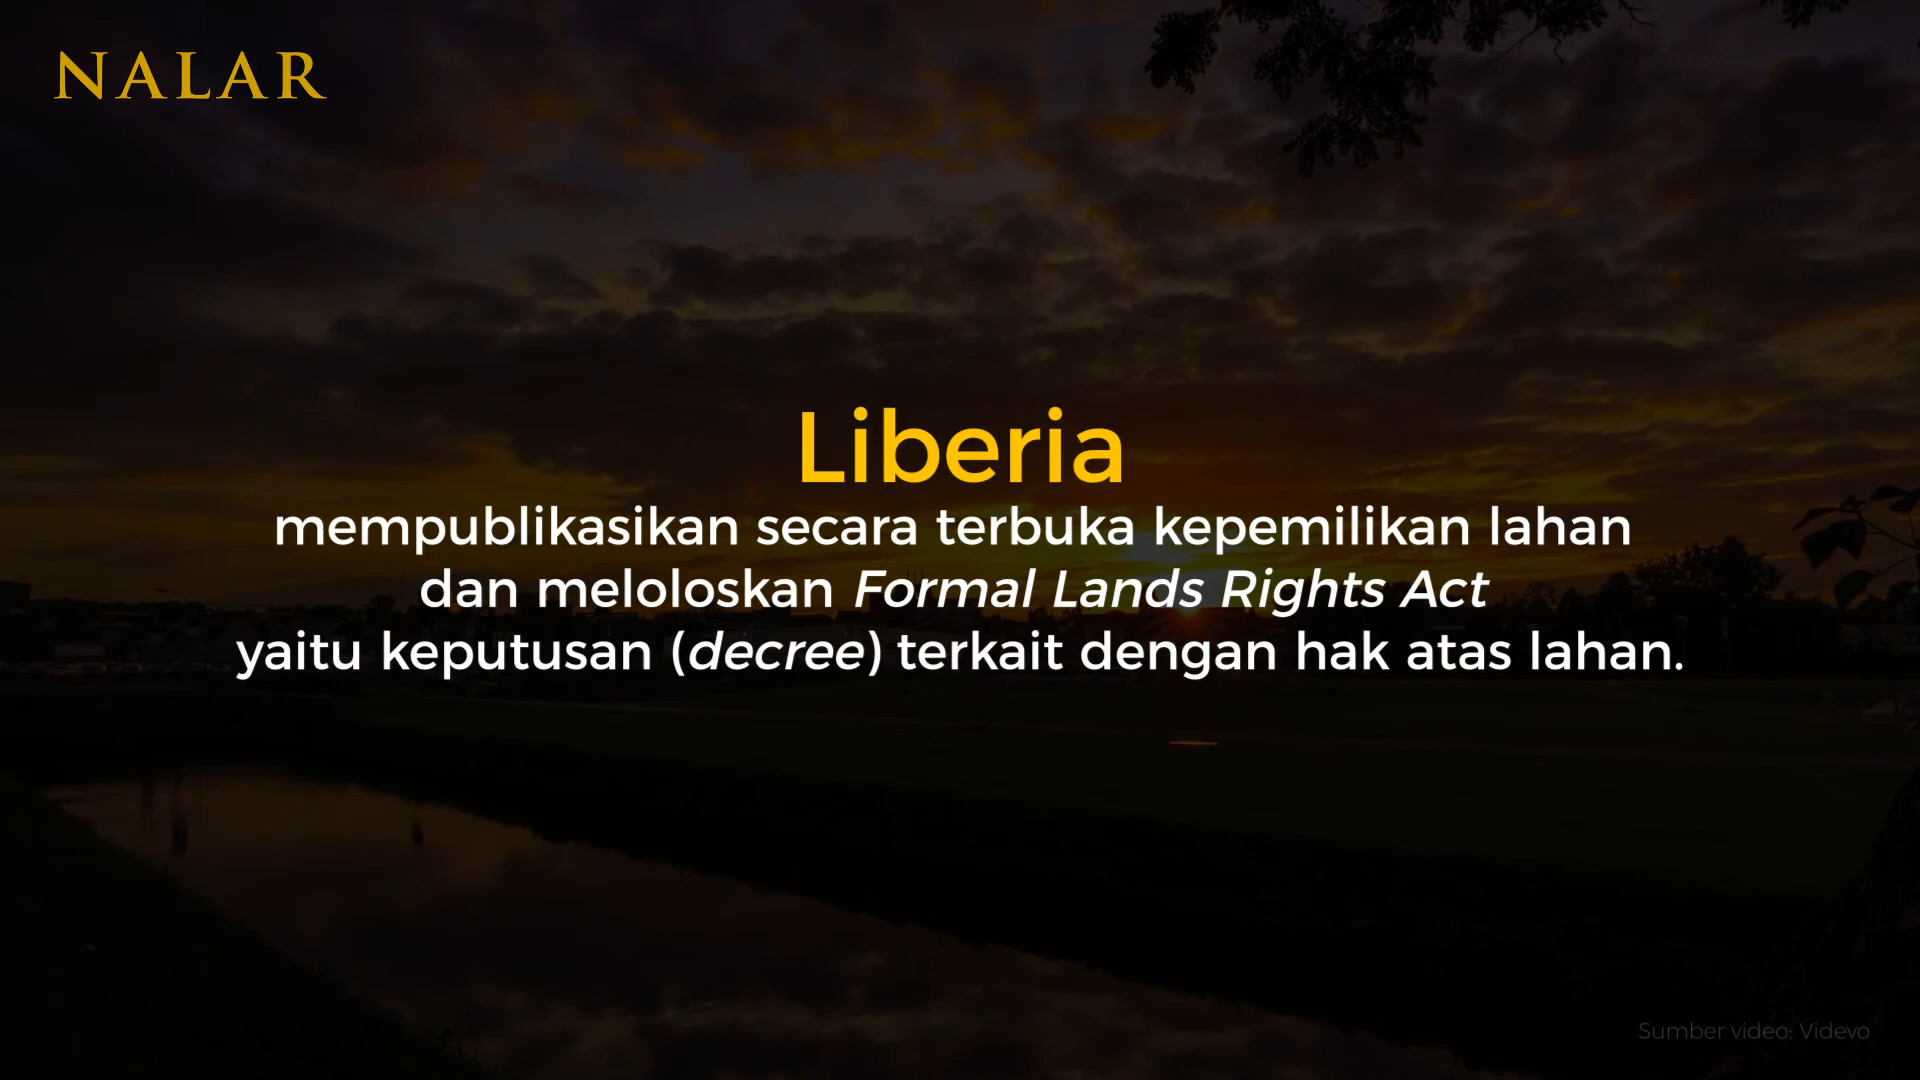 NALAR
Liberia
mempublikasikan secara terbuka kepemilikan lahan
dan meloloskan Formal Lands Rights Act
yaitu keputusan (decree) terkait dengan hak atas lahan.
Sumber video: Videvo